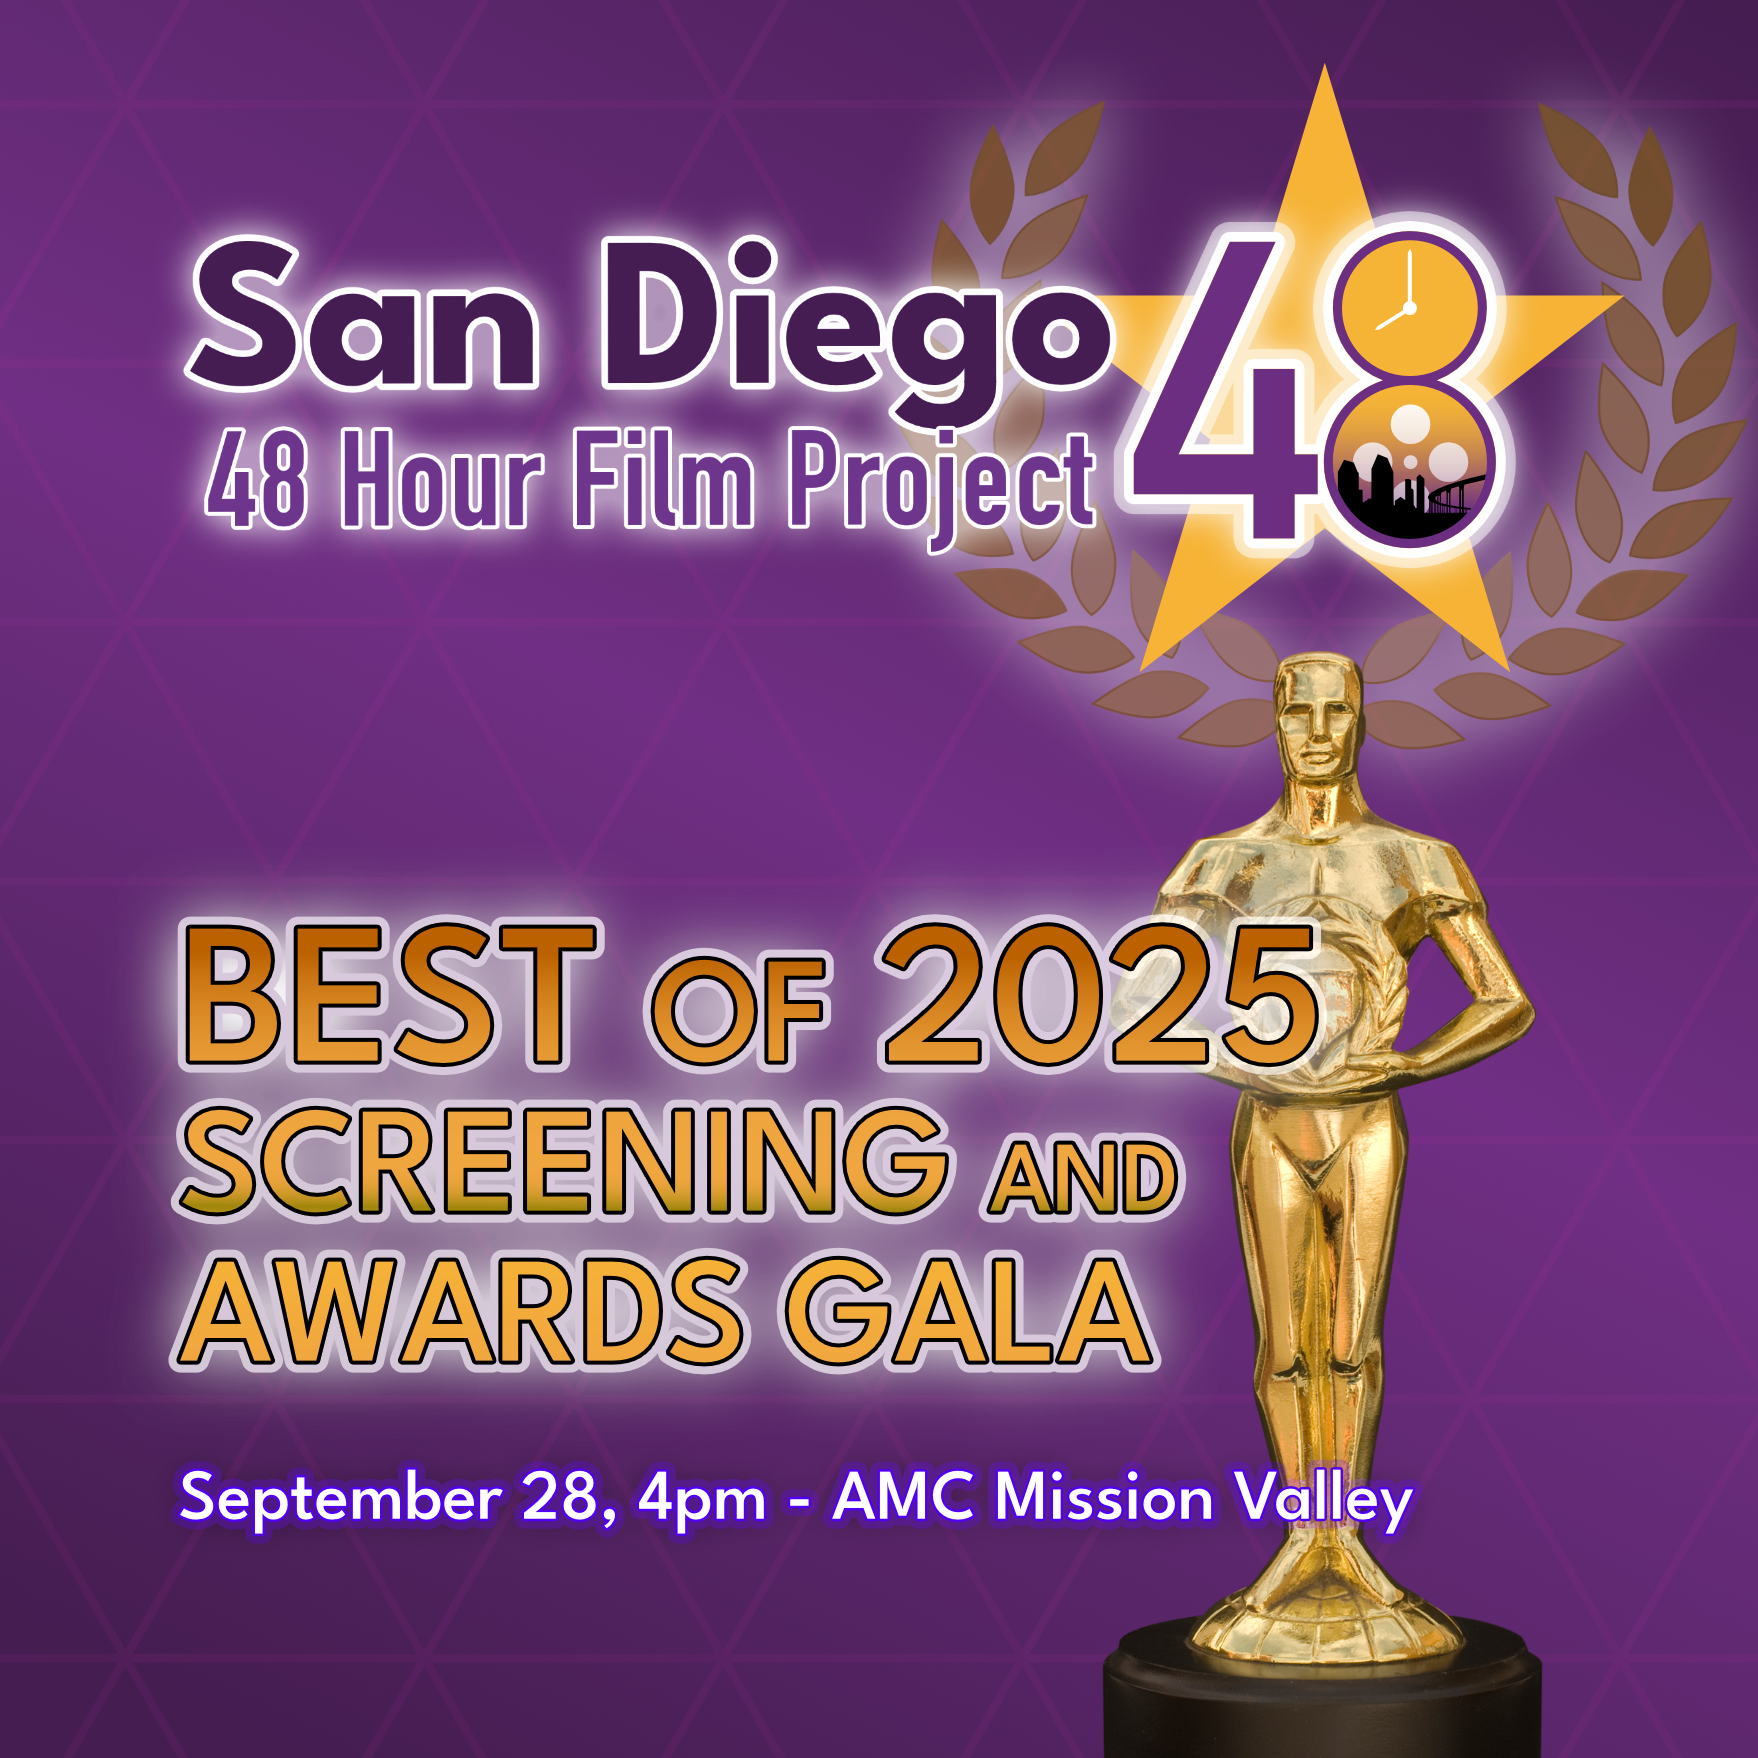 San Diego
48 Hour Film Project
48
BEST OF 2025
SCREENING AND
AWARDS GALA
September 28, 4pm - AMC Mission Valley